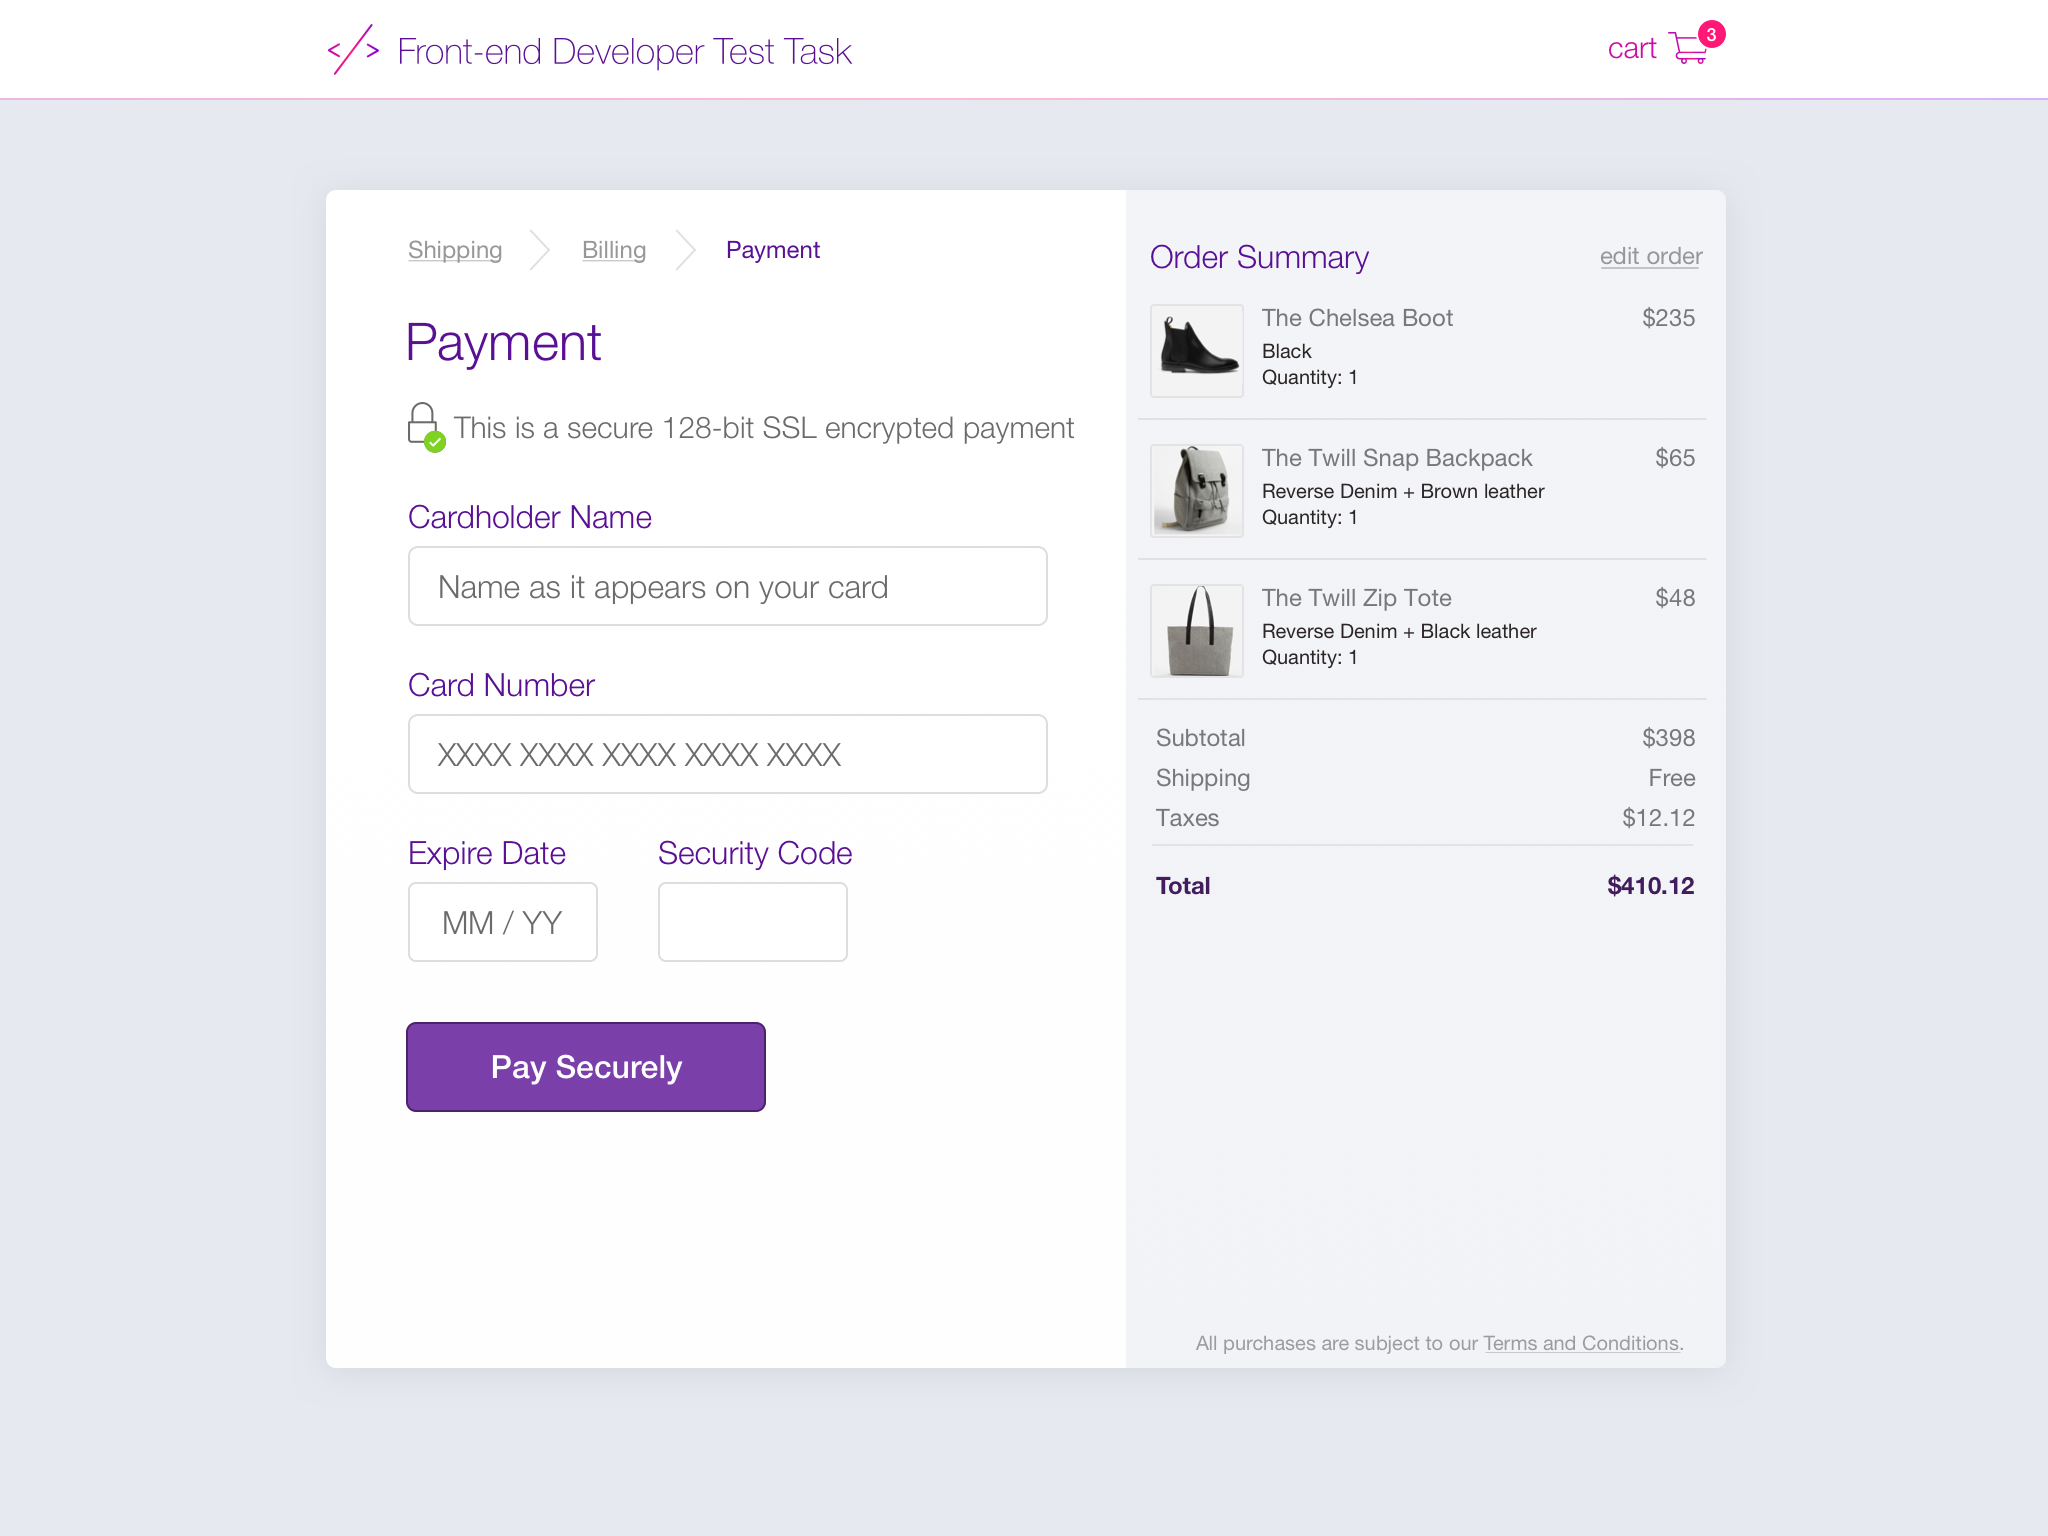 </> Front-end Developer Test Task
cart 3
Shipping Billing Payment
Payment
This is a secure 128-bit SSL encrypted payment
Cardholder Name
Name as it appears on your card
Card Number
XXXX XXXX XXXX XXXX XXXX
Expire Date Security Code
MM / YY
Pay Securely
Order Summary edit order
The Chelsea Boot $235
Black
Quantity: 1
The Twill Snap Backpack $65
Reverse Denim + Brown leather
Quantity: 1
The Twill Zip Tote $48
Reverse Denim + Black leather
Quantity: 1
Subtotal $398
Shipping Free
Taxes $12.12
Total $410.12
All purchases are subject to our Terms and Conditions.